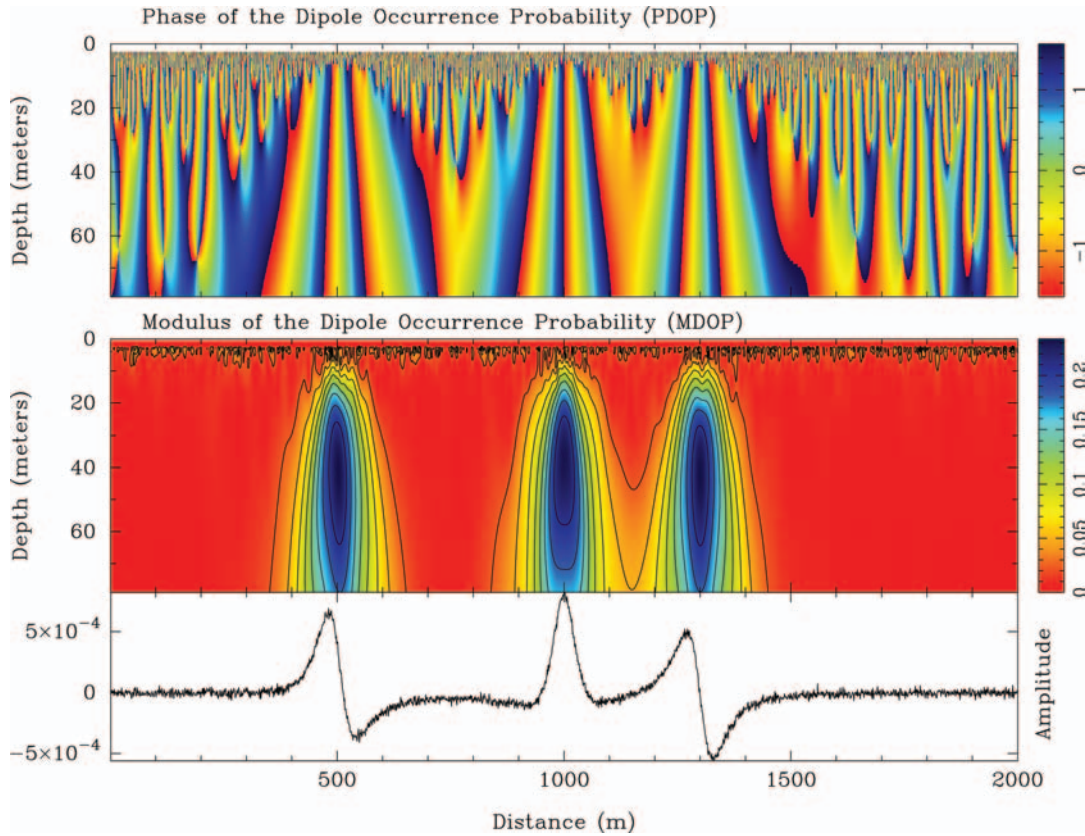 Phase of the Dipole Occurrence Probability (PDOP)
0
20
40
60
Depth (meters)
1
0
−1
Modulus of the Dipole Occurrence Probability (MDOP)
0
20
40
60
Depth (meters)
0.2
0.15
0.1
0.05
0
5×10⁻⁴
0
−5×10⁻⁴
Amplitude
500 1000 1500 2000
Distance (m)